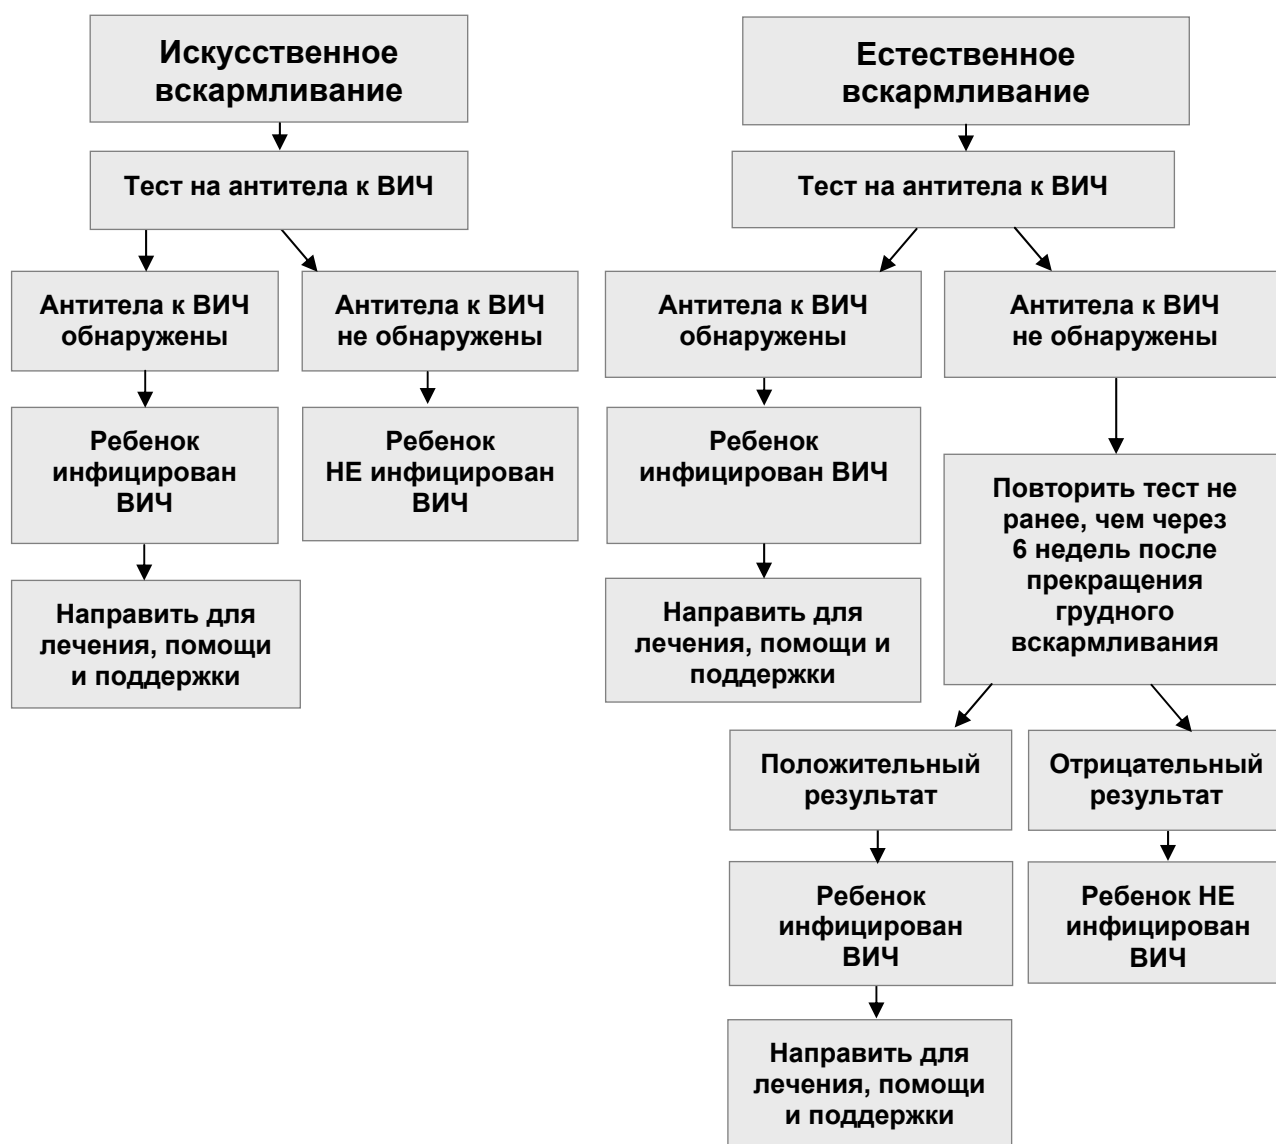 Искусственное
вскармливание
Тест на антитела к ВИЧ
Антитела к ВИЧ
обнаружены
Антитела к ВИЧ
не обнаружены
Ребенок
инфицирован
ВИЧ
Ребенок
НЕ инфицирован
ВИЧ
Направить для
лечения, помощи
и поддержки
Естественное
вскармливание
Тест на антитела к ВИЧ
Антитела к ВИЧ
обнаружены
Антитела к ВИЧ
не обнаружены
Ребенок
инфицирован ВИЧ
Направить для
лечения, помощи и
поддержки
Повторить тест не
ранее, чем через
6 недель после
прекращения
грудного
вскармливания
Положительный
результат
Отрицательный
результат
Ребенок
инфицирован
ВИЧ
Ребенок НЕ
инфицирован
ВИЧ
Направить для
лечения, помощи
и поддержки